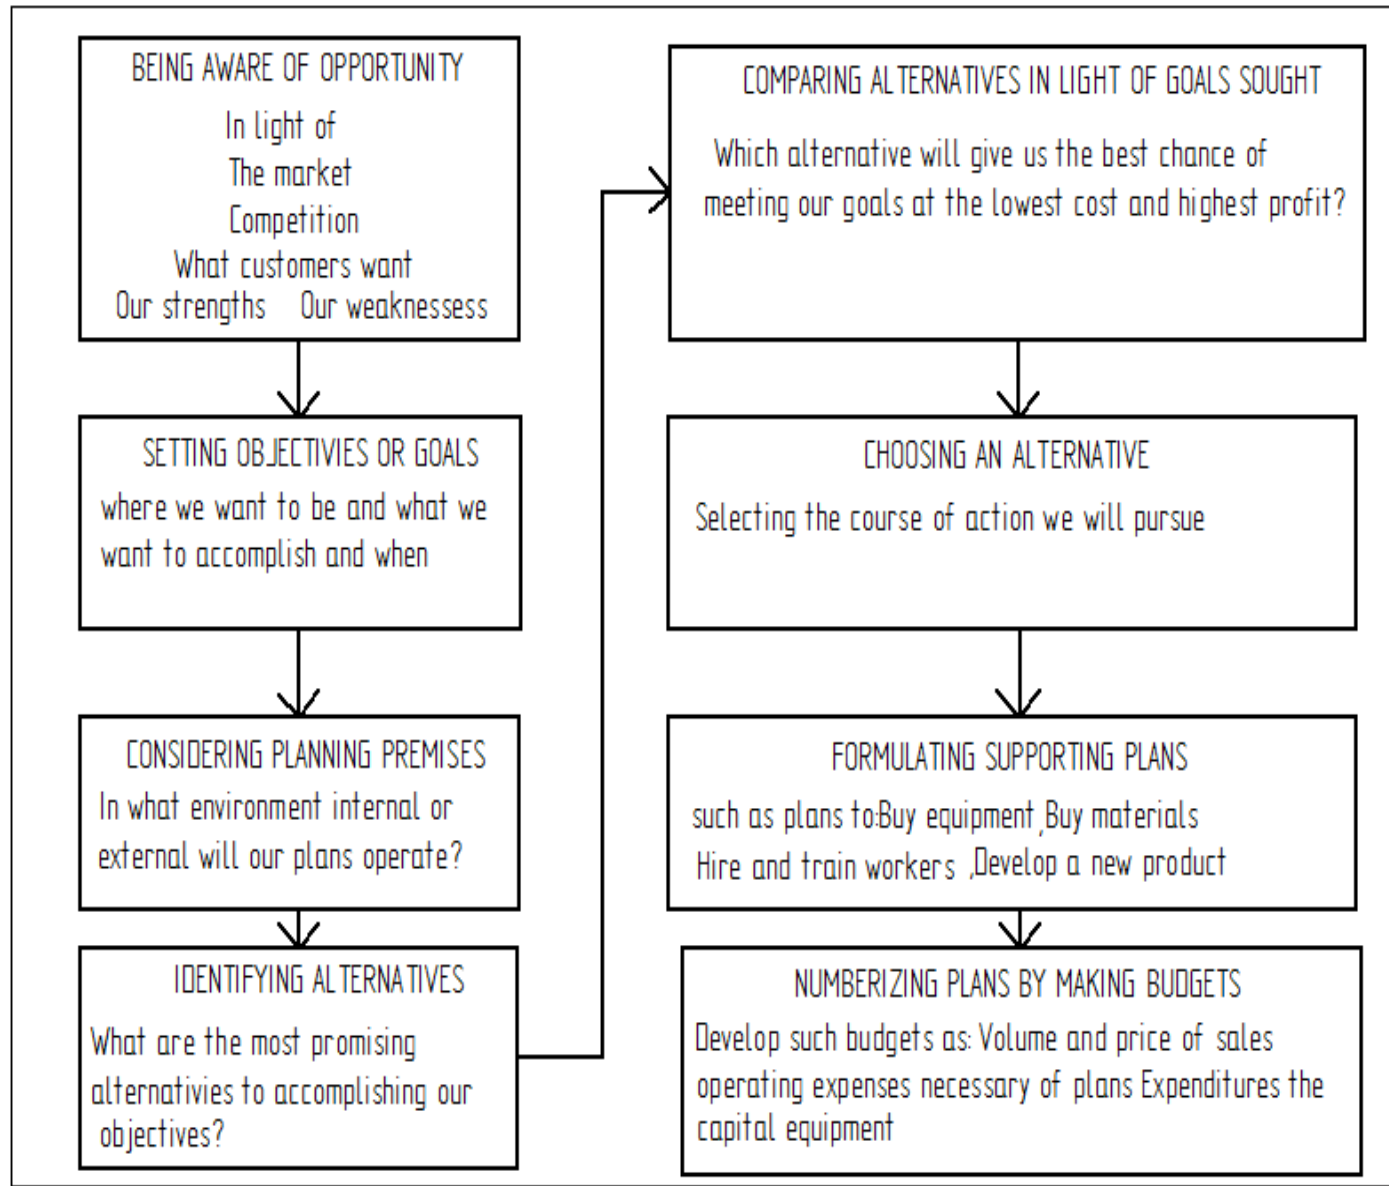 BEING AWARE OF OPPORTUNITY
In light of
The market
Competition
What customers want
Our strengths Our weaknessess
SETTING OBJECTIVIES OR GOALS
where we want to be and what we
want to accomplish and when
CONSIDERING PLANNING PREMISES
In what environment internal or
external will our plans operate?
IDENTIFYING ALTERNATIVES
What are the most promising
alternativies to accomplishing our
objectives?
COMPARING ALTERNATIVES IN LIGHT OF GOALS SOUGHT
Which alternative will give us the best chance of
meeting our goals at the lowest cost and highest profit?
CHOOSING AN ALTERNATIVE
Selecting the course of action we will pursue
FORMULATING SUPPORTING PLANS
such as plans to:Buy equipment ,Buy materials
Hire and train workers ,Develop a new product
NUMBERIZING PLANS BY MAKING BUDGETS
Develop such budgets as: Volume and price of sales
operating expenses necessary of plans Expenditures the
capital equipment